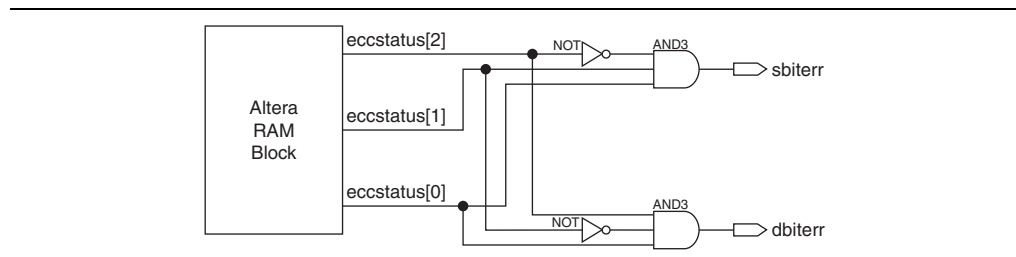 eccstatus[2]
NOT
AND3
sbiterr
Altera
RAM
Block
eccstatus[1]
eccstatus[0]
AND3
NOT
dbiterr